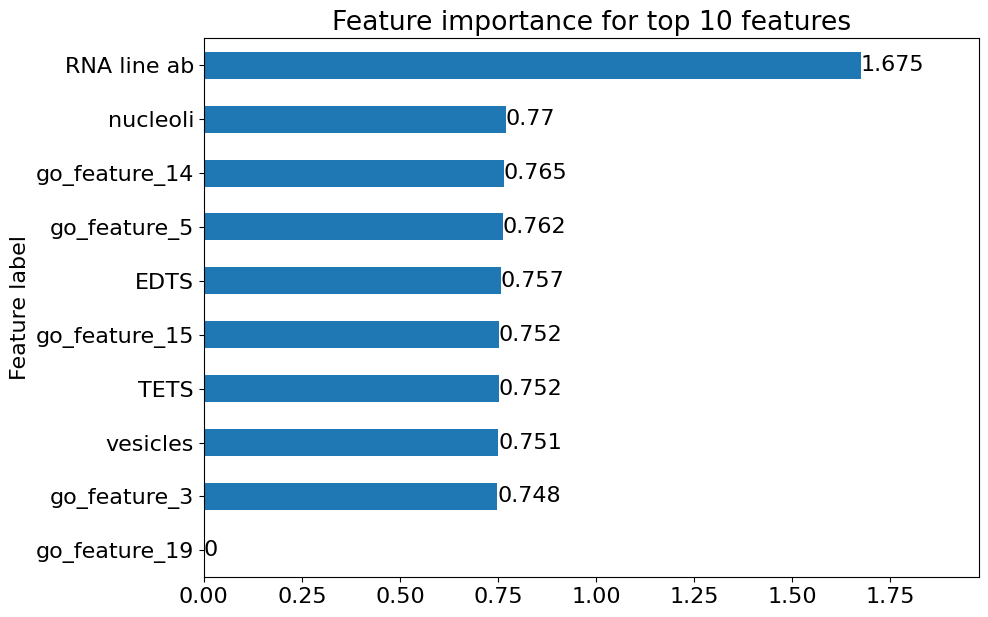 Feature importance for top 10 features
Feature label
RNA line ab 1.675
nucleoli 0.77
go_feature_14 0.765
go_feature_5 0.762
EDTS 0.757
go_feature_15 0.752
TETS 0.752
vesicles 0.751
go_feature_3 0.748
go_feature_19 0
0.00 0.25 0.50 0.75 1.00 1.25 1.50 1.75